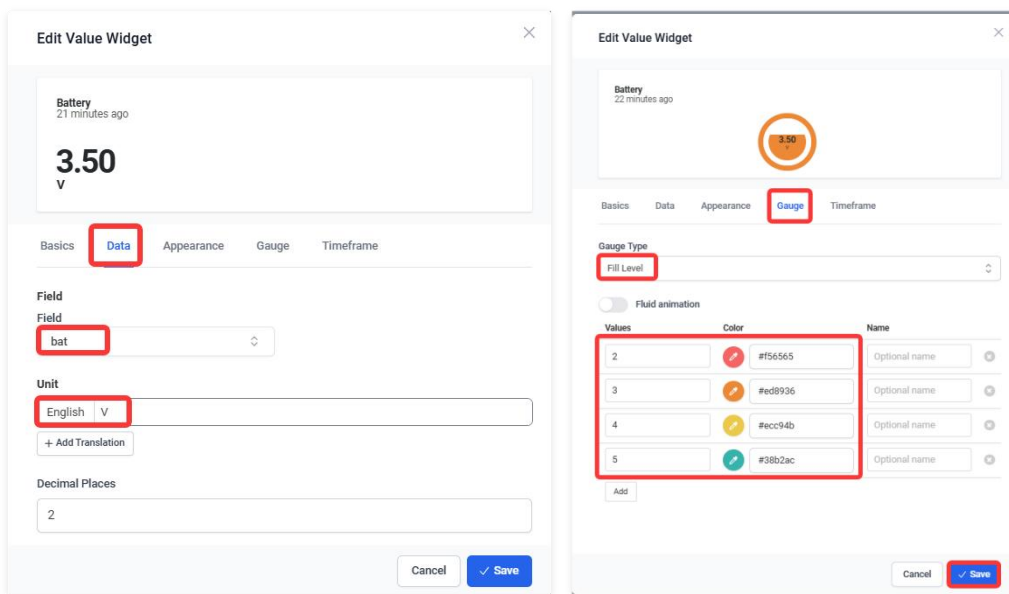 Edit Value Widget
Battery
21 minutes ago
3.50
V
Basics Data Appearance Gauge Timeframe
Field
Field
bat
Unit
English V
+ Add Translation
Decimal Places
2
Cancel Save
Edit Value Widget
Battery
22 minutes ago
3.50
V
Basics Data Appearance Gauge Timeframe
Gauge Type
Fill Level
Fluid animation
Values Color Name
2 #f56565 Optional name
3 #ed8936 Optional name
4 #ecc94b Optional name
5 #38b2ac Optional name
Add
Cancel Save